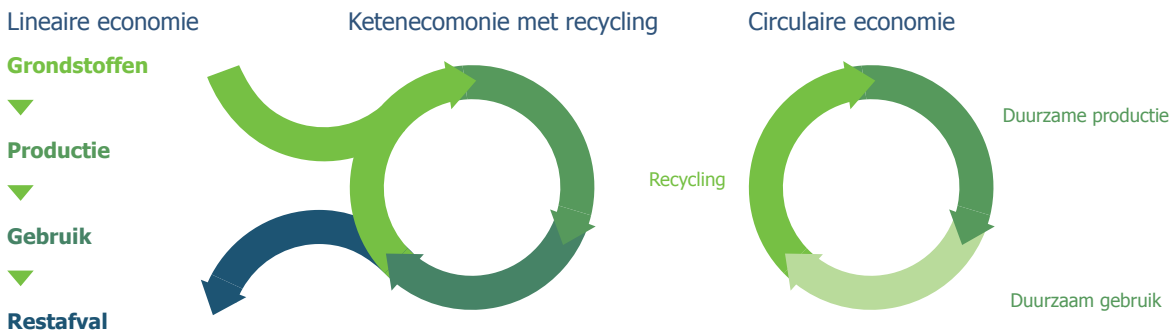 Lineaire economie
Ketenecomonie met recycling
Circulaire economie
Grondstoffen
Productie
Gebruik
Restafval
Recycling
Duurzame productie
Duurzaam gebruik